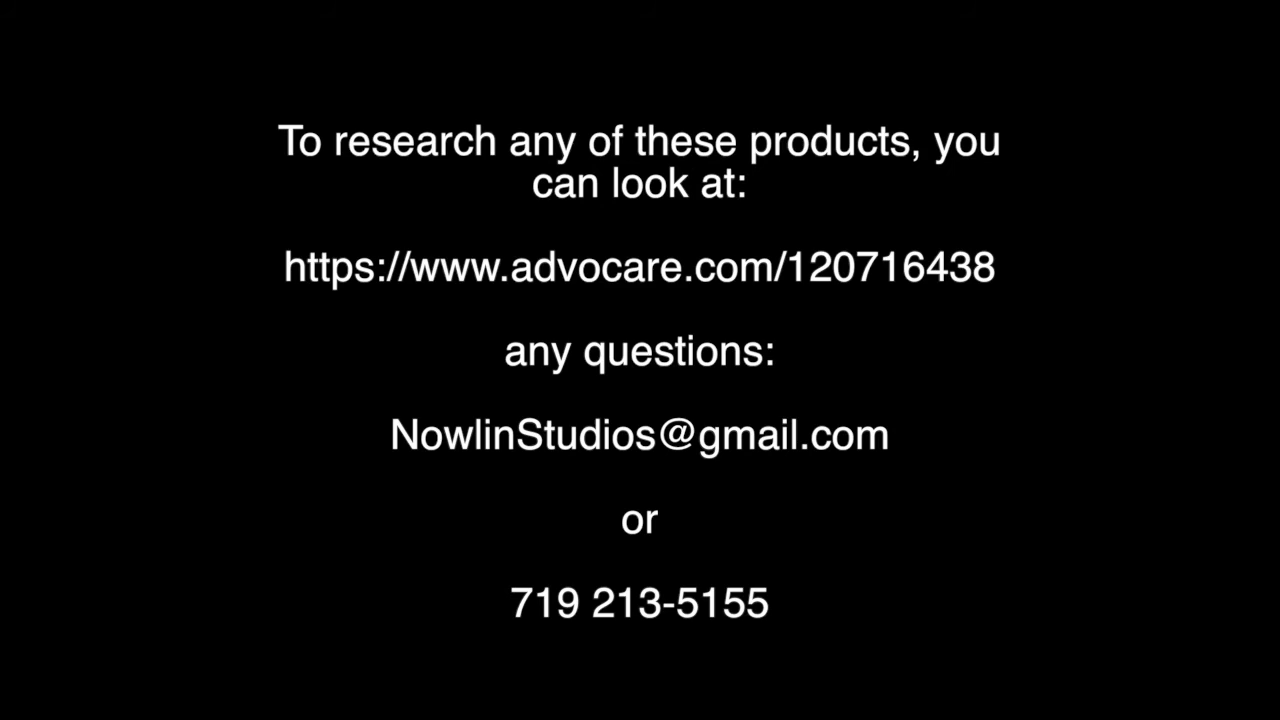 To research any of these products, you
can look at:
https://www.advocare.com/120716438
any questions:
NowlinStudios@gmail.com
or
719 213-5155